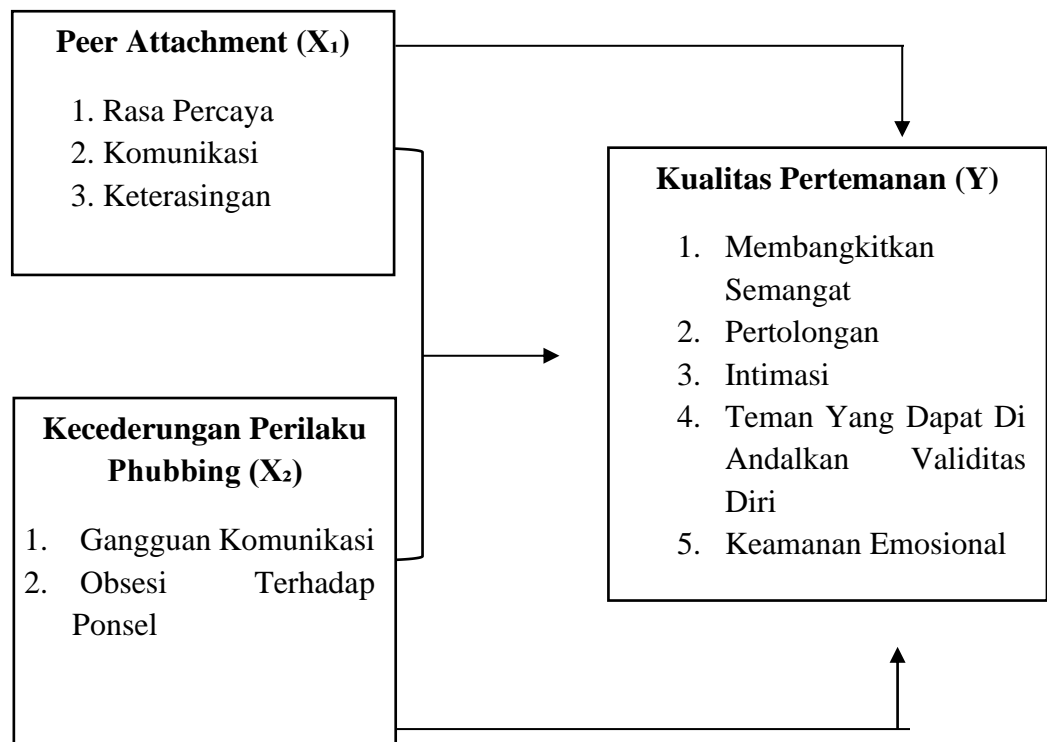 Peer Attachment (X₁)
1. Rasa Percaya
2. Komunikasi
3. Keterasingan
Kecederungan Perilaku
Phubbing (X₂)
1. Gangguan Komunikasi
2. Obsesi Terhadap
Ponsel
Kualitas Pertemanan (Y)
1. Membangkitkan
Semangat
2. Pertolongan
3. Intimasi
4. Teman Yang Dapat Di
Andalkan Validitas
Diri
5. Keamanan Emosional